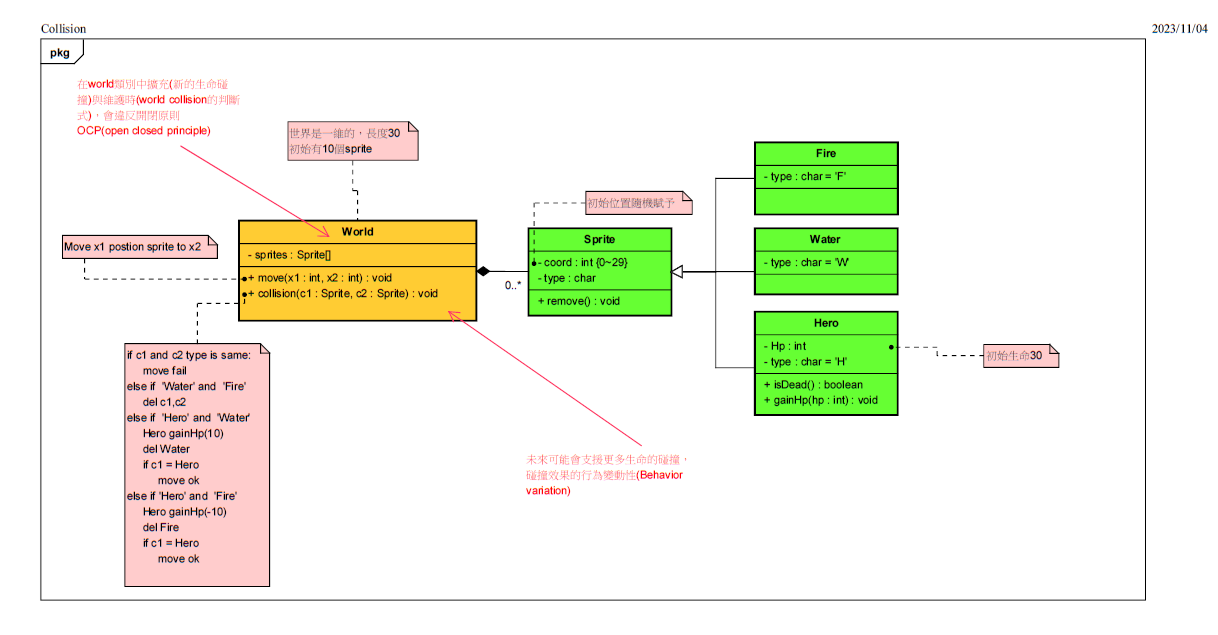 Collision
2023/11/04
pkg
在world類別中擴充(新的生命碰
撞)與維護時(world collision的判斷
式)，會違反開閉原則
OCP(open closed principle)
世界是一維的，長度30
初始有10個sprite
初始位置隨機賦予
Move x1 postion sprite to x2
World
- sprites : Sprite[]
+ move(x1 : int, x2 : int) : void
+ collision(c1 : Sprite, c2 : Sprite) : void
0..*
Sprite
- coord : int {0~29}
- type : char
+ remove() : void
Fire
- type : char = 'F'
Water
- type : char = 'W'
Hero
- Hp : int
- type : char = 'H'
+ isDead() : boolean
+ gainHp(hp : int) : void
初始生命30
if c1 and c2 type is same:
move fail
else if 'Water' and 'Fire'
del c1,c2
else if 'Hero' and 'Water'
Hero gainHp(10)
del Water
if c1 = Hero
move ok
else if 'Hero' and 'Fire'
Hero gainHp(-10)
del Fire
if c1 = Hero
move ok
未來可能會支援更多生命的碰撞，
碰撞效果的行為變動性(Behavior
variation)